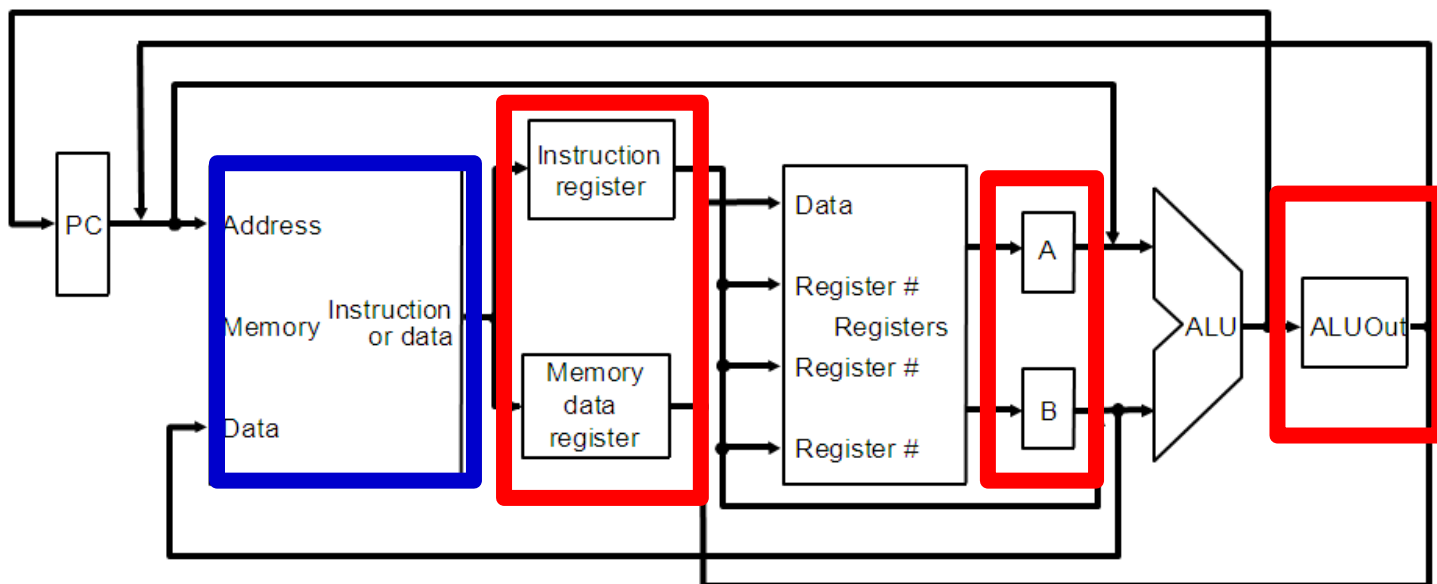 PC
Address
Memory
Instruction
or data
Data
Instruction
register
Memory
data
register
Data
Register #
Registers
Register #
Register #
A
B
ALU
ALUOut